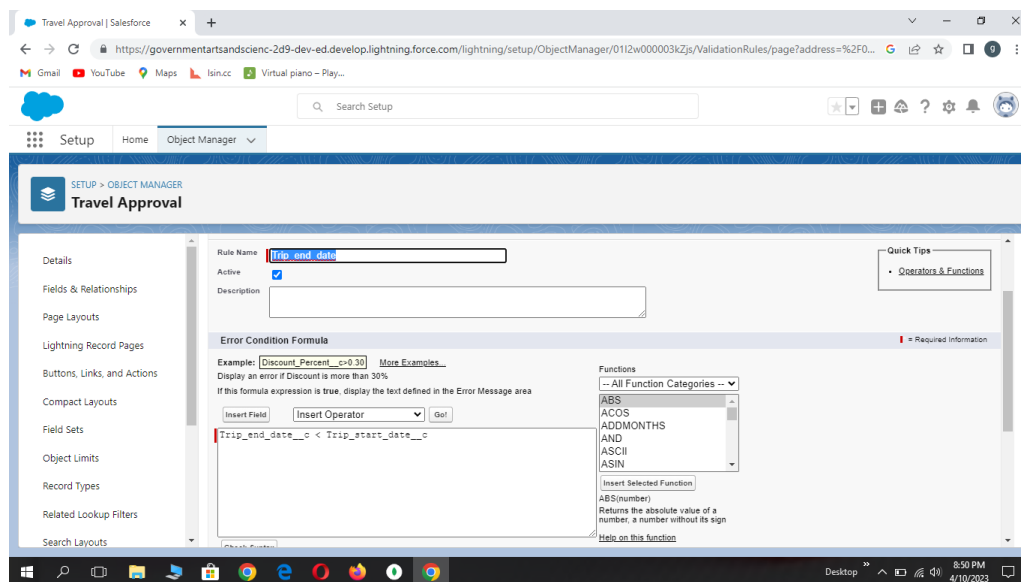 Travel Approval | Salesforce
https://governmentartsandscienc-2d9-dev-ed.develop.lightning.force.com/lightning/setup/ObjectManager/01I2w000003kZjs/ValidationRules/page?address=%2F0...
G
g
Gmail YouTube Maps lsin.cc Virtual piano – Play...
Search Setup
Setup Home Object Manager
SETUP > OBJECT MANAGER
Travel Approval
Details
Fields & Relationships
Page Layouts
Lightning Record Pages
Buttons, Links, and Actions
Compact Layouts
Field Sets
Object Limits
Record Types
Related Lookup Filters
Search Layouts
Rule Name Trip_end_date
Active
Description
Quick Tips
• Operators & Functions
Error Condition Formula = Required Information
Example: Discount_Percent__c>0.30 More Examples...
Display an error if Discount is more than 30%
If this formula expression is true, display the text defined in the Error Message area
Insert Field Insert Operator Go!
Trip_end_date__c < Trip_start_date__c
Functions
-- All Function Categories --
ABS
ACOS
ADDMONTHS
AND
ASCII
ASIN
Insert Selected Function
ABS(number)
Returns the absolute value of a
number, a number without its sign
Help on this function
Check Syntax
Desktop
8:50 PM
4/10/2023